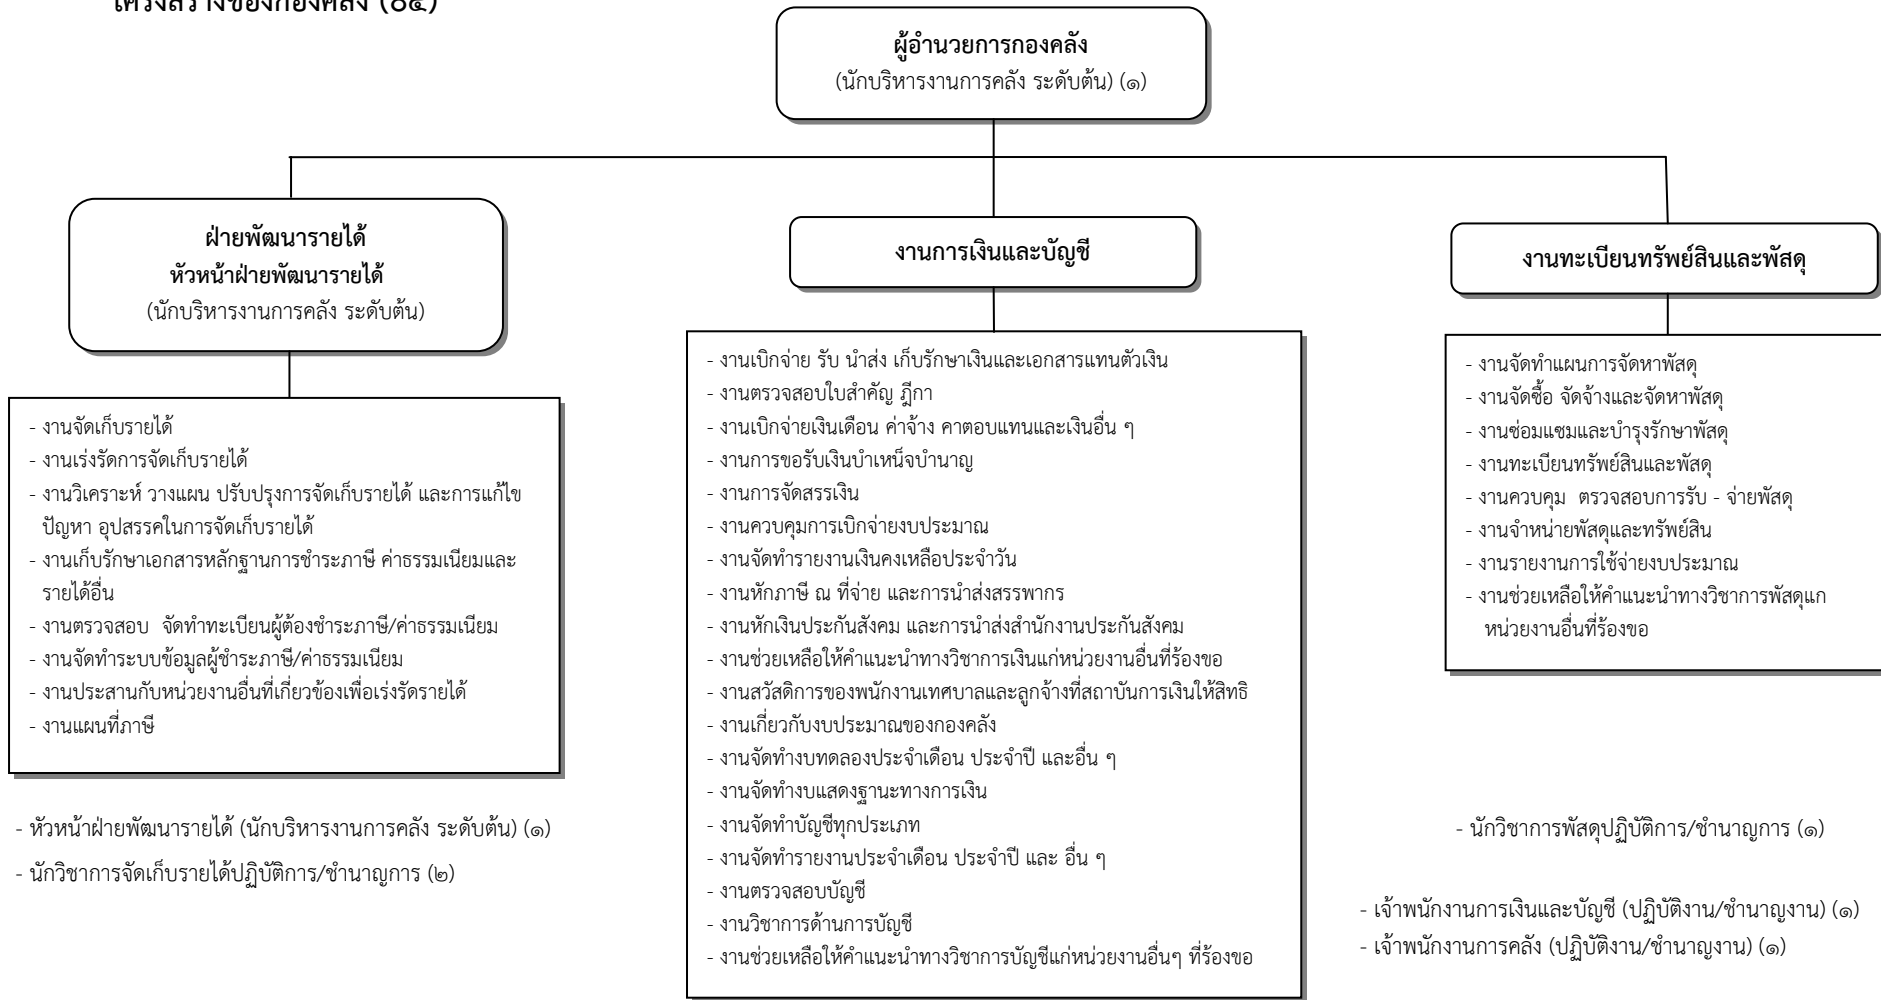 โครงสร้างของกองคลัง (๐๔)
ผู้อำนวยการกองคลัง
(นักบริหารงานการคลัง ระดับต้น) (๑)
ฝ่ายพัฒนารายได้
หัวหน้าฝ่ายพัฒนารายได้
(นักบริหารงานการคลัง ระดับต้น)
- งานจัดเก็บรายได้
- งานเร่งรัดการจัดเก็บรายได้
- งานวิเคราะห์ วางแผน ปรับปรุงการจัดเก็บรายได้ และการแก้ไข
ปัญหา อุปสรรคในการจัดเก็บรายได้
- งานเก็บรักษาเอกสารหลักฐานการชำระภาษี ค่าธรรมเนียมและ
รายได้อื่น
- งานตรวจสอบ จัดทำทะเบียนผู้ต้องชำระภาษี/ค่าธรรมเนียม
- งานจัดทำระบบข้อมูลผู้ชำระภาษี/ค่าธรรมเนียม
- งานประสานกับหน่วยงานอื่นที่เกี่ยวข้องเพื่อเร่งรัดรายได้
- งานแผนที่ภาษี
- หัวหน้าฝ่ายพัฒนารายได้ (นักบริหารงานการคลัง ระดับต้น) (๑)
- นักวิชาการจัดเก็บรายได้ปฏิบัติการ/ชำนาญการ (๒)
งานการเงินและบัญชี
- งานเบิกจ่าย รับ นำส่ง เก็บรักษาเงินและเอกสารแทนตัวเงิน
- งานตรวจสอบใบสำคัญ ฎีกา
- งานเบิกจ่ายเงินเดือน ค่าจ้าง คาตอบแทนและเงินอื่น ๆ
- งานการขอรับเงินบำเหน็จบำนาญ
- งานการจัดสรรเงิน
- งานควบคุมการเบิกจ่ายงบประมาณ
- งานจัดทำรายงานเงินคงเหลือประจำวัน
- งานหักภาษี ณ ที่จ่าย และการนำส่งสรรพากร
- งานหักเงินประกันสังคม และการนำส่งสำนักงานประกันสังคม
- งานช่วยเหลือให้คำแนะนำทางวิชาการเงินแก่หน่วยงานอื่นที่ร้องขอ
- งานสวัสดิการของพนักงานเทศบาลและลูกจ้างที่สถาบันการเงินให้สิทธิ
- งานเกี่ยวกับงบประมาณของกองคลัง
- งานจัดทำงบทดลองประจำเดือน ประจำปี และอื่น ๆ
- งานจัดทำงบแสดงฐานะทางการเงิน
- งานจัดทำบัญชีทุกประเภท
- งานจัดทำรายงานประจำเดือน ประจำปี และ อื่น ๆ
- งานตรวจสอบบัญชี
- งานวิชาการด้านการบัญชี
- งานช่วยเหลือให้คำแนะนำทางวิชาการบัญชีแก่หน่วยงานอื่นๆ ที่ร้องขอ
งานทะเบียนทรัพย์สินและพัสดุ
- งานจัดทำแผนการจัดหาพัสดุ
- งานจัดซื้อ จัดจ้างและจัดหาพัสดุ
- งานซ่อมแซมและบำรุงรักษาพัสดุ
- งานทะเบียนทรัพย์สินและพัสดุ
- งานควบคุม ตรวจสอบการรับ - จ่ายพัสดุ
- งานจำหน่ายพัสดุและทรัพย์สิน
- งานรายงานการใช้จ่ายงบประมาณ
- งานช่วยเหลือให้คำแนะนำทางวิชาการพัสดุแก
หน่วยงานอื่นที่ร้องขอ
- นักวิชาการพัสดุปฏิบัติการ/ชำนาญการ (๑)
- เจ้าพนักงานการเงินและบัญชี (ปฏิบัติงาน/ชำนาญงาน) (๑)
- เจ้าพนักงานการคลัง (ปฏิบัติงาน/ชำนาญงาน) (๑)